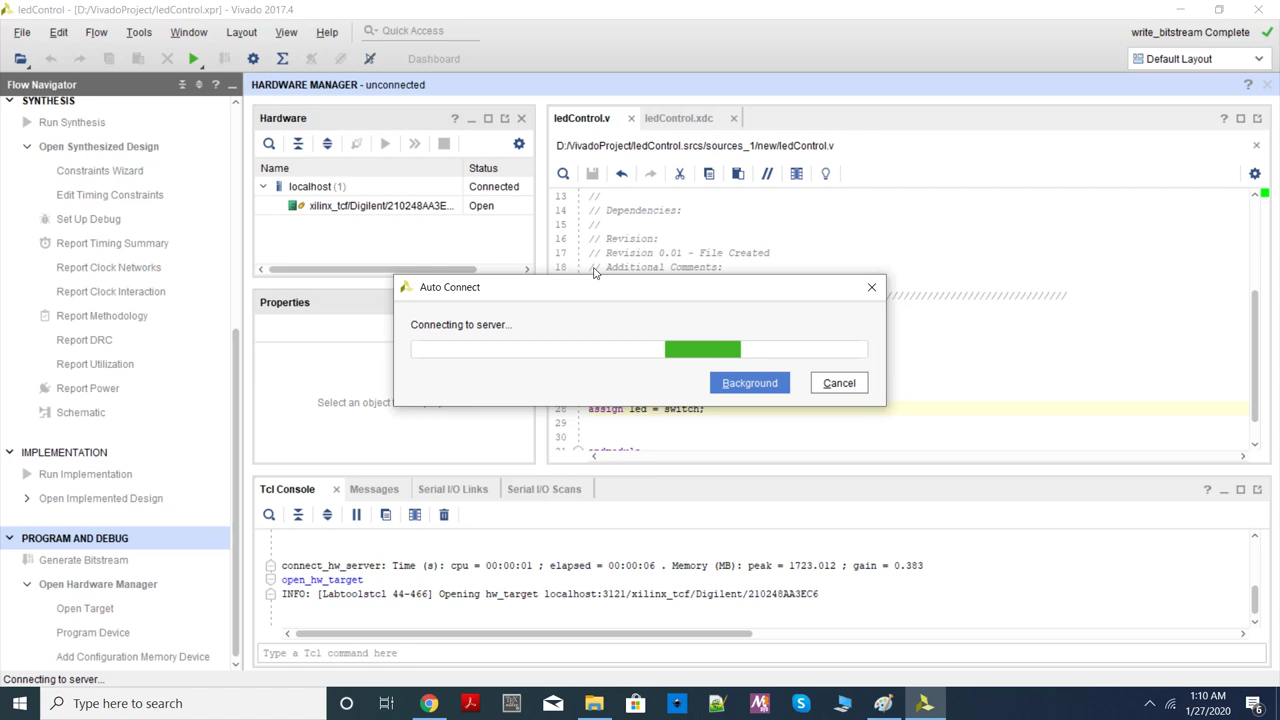 ledControl - [D:/VivadoProject/ledControl.xpr] - Vivado 2017.4
File Edit Flow Tools Window Layout View Help Quick Access
write_bitstream Complete
Dashboard
Default Layout
Flow Navigator
HARDWARE MANAGER - unconnected
SYNTHESIS
Run Synthesis
Open Synthesized Design
Constraints Wizard
Edit Timing Constraints
Set Up Debug
Report Timing Summary
Report Clock Networks
Report Clock Interaction
Report Methodology
Report DRC
Report Utilization
Report Power
Schematic
IMPLEMENTATION
Run Implementation
Open Implemented Design
PROGRAM AND DEBUG
Generate Bitstream
Open Hardware Manager
Open Target
Program Device
Add Configuration Memory Device
Connecting to server...
Hardware
Name Status
localhost (1) Connected
xilinx_tcf/Digilent/210248AA3E... Open
Properties
Select an object
ledControl.v ledControl.xdc
D:/VivadoProject/ledControl.srcs/sources_1/new/ledControl.v
13 //
14 // Dependencies:
15 //
16 // Revision:
17 // Revision 0.01 - File Created
18 // Additional Comments:
//////////////////////////////
28 assign led = switch;
29
30
endmodule
Auto Connect
Connecting to server...
Background Cancel
Tcl Console Messages Serial I/O Links Serial I/O Scans
connect_hw_server: Time (s): cpu = 00:00:01 ; elapsed = 00:00:06 . Memory (MB): peak = 1723.012 ; gain = 0.383
open_hw_target
INFO: [Labtoolstcl 44-466] Opening hw_target localhost:3121/xilinx_tcf/Digilent/210248AA3EC6
Type a Tcl command here
Type here to search
1:10 AM
1/27/2020
6